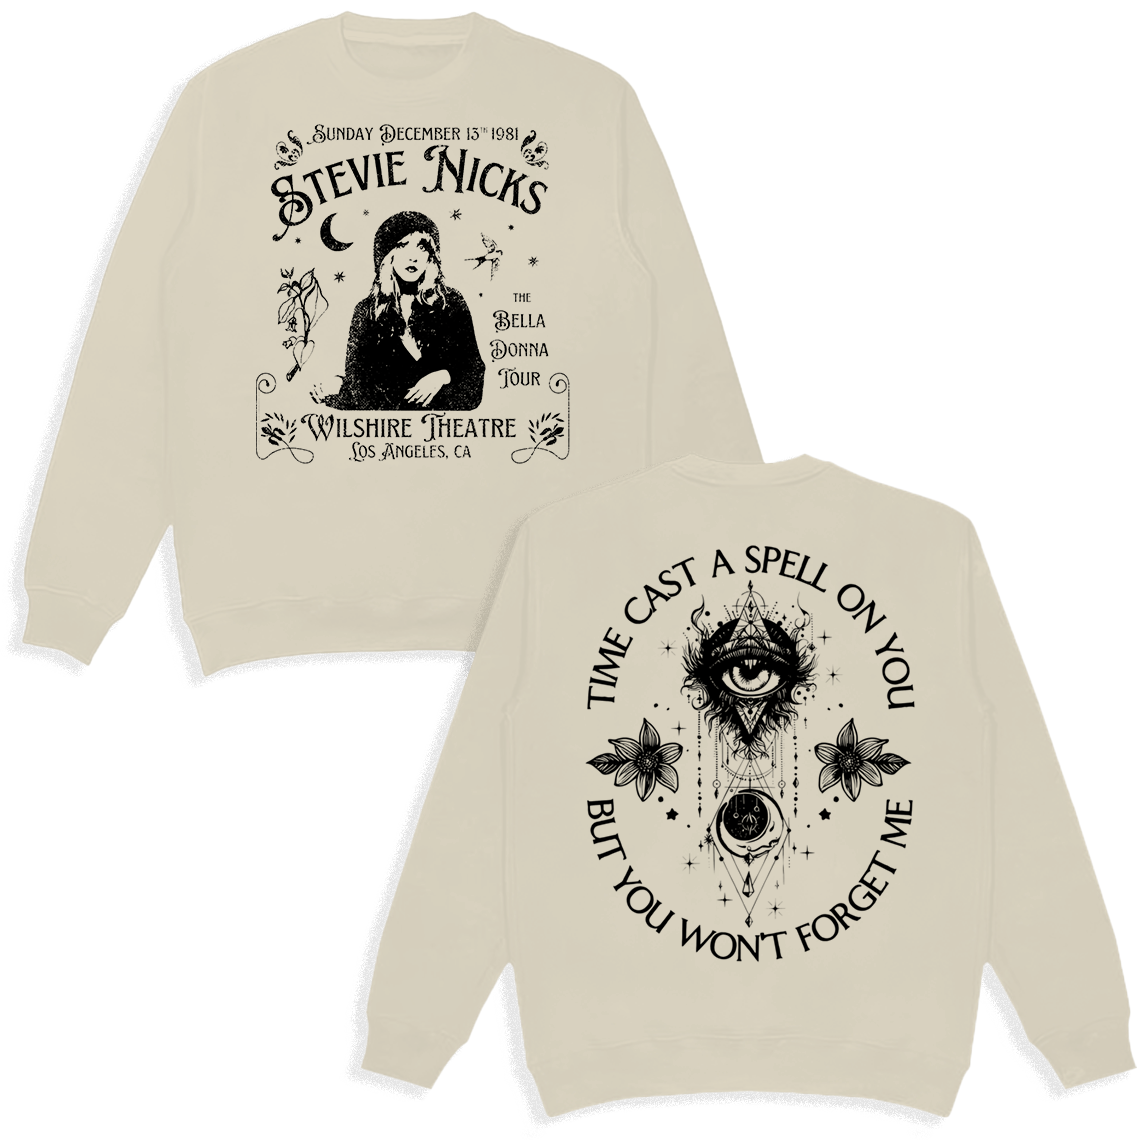 SUNDAY DECEMBER 13TH 1981
STEVIE NICKS
THE
BELLA
DONNA
TOUR
WILSHIRE THEATRE
LOS ANGELES, CA
TIME CAST A SPELL ON YOU
BUT YOU WON'T FORGET ME